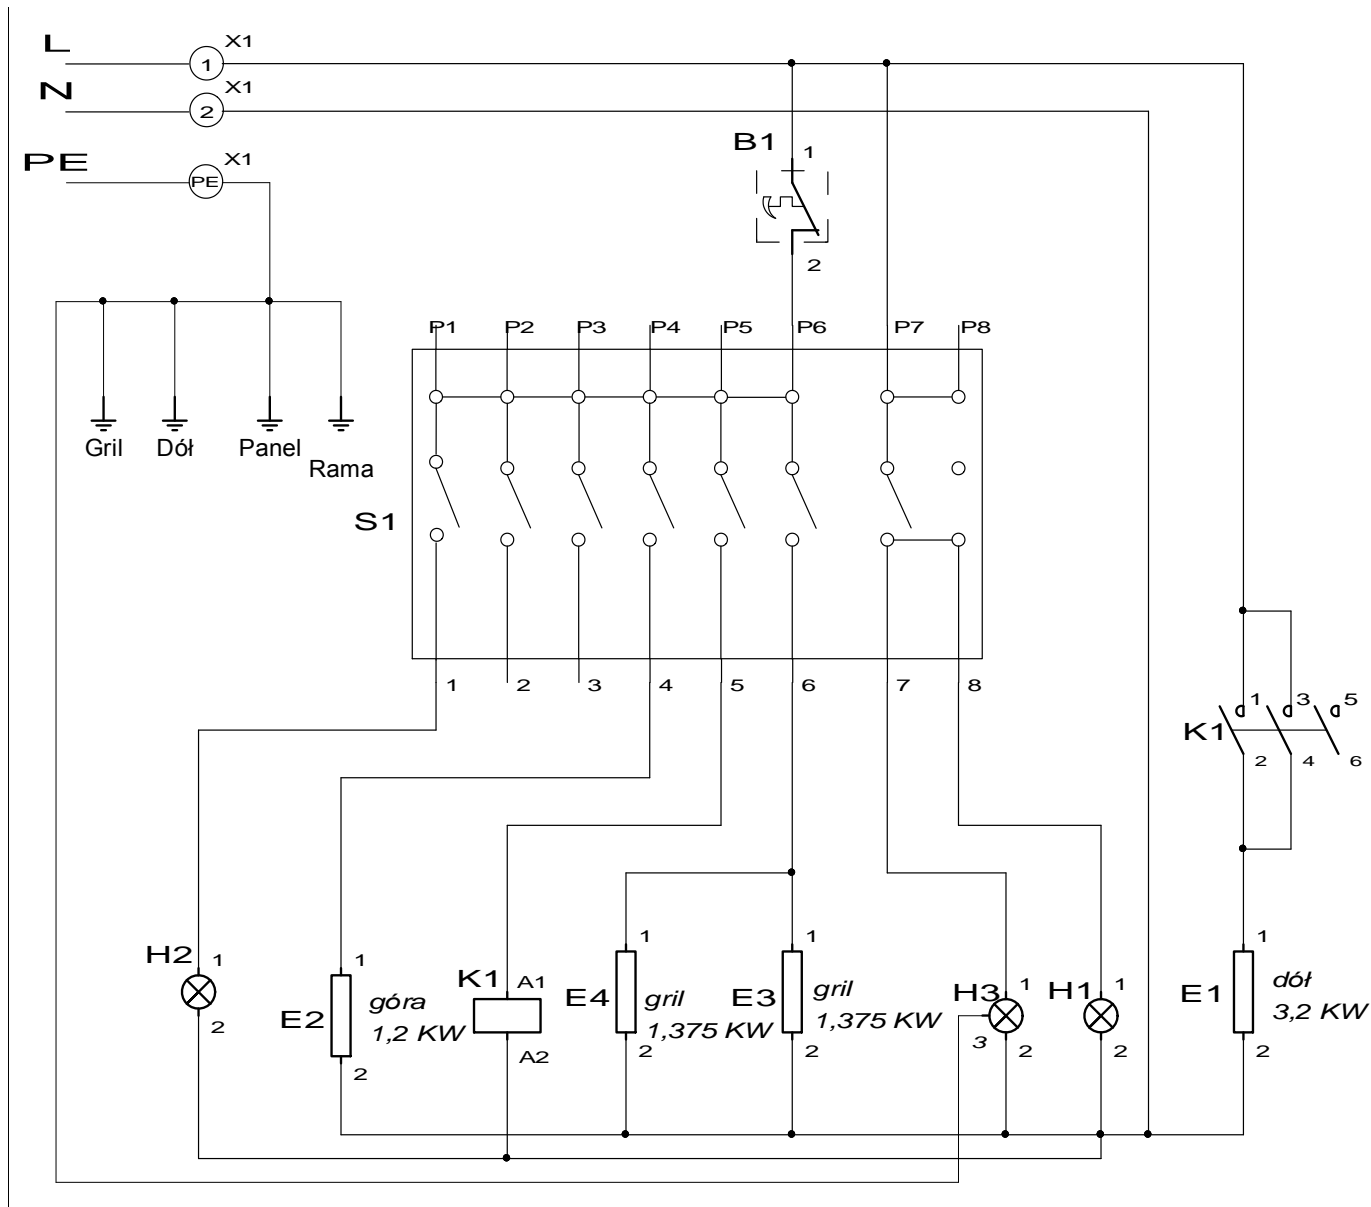 L
X1
1
N
X1
2
PE
X1
PE
B1
1
2
P1 P2 P3 P4 P5 P6 P7 P8
Gril Dół Panel
Rama
S1
1 2 3 4 5 6 7 8
K1
1 3 5
2 4 6
H2
1
2
E2
1
góra
1,2 KW
2
K1
A1
A2
E4
1
gril
1,375 KW
2
E3
1
gril
1,375 KW
2
H3
1
3
2
H1
1
2
E1
1
dół
3,2 KW
2